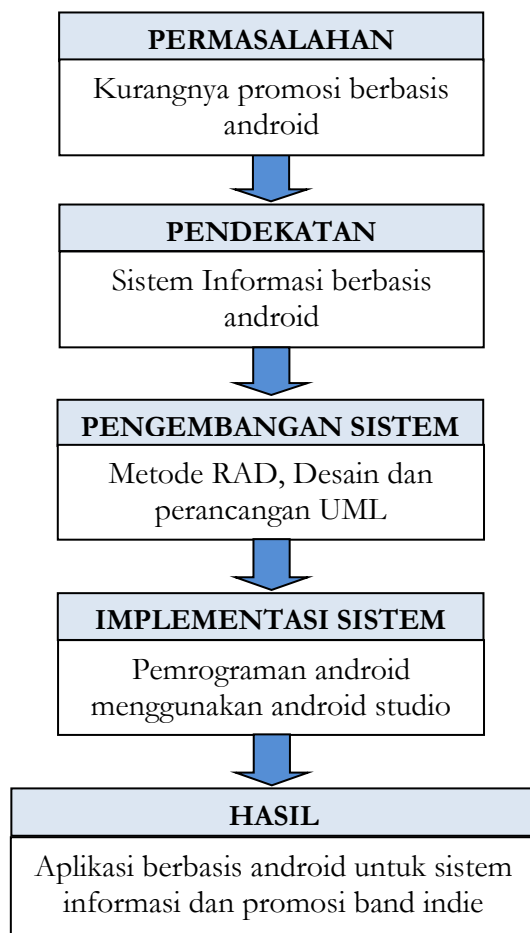 PERMASALAHAN
Kurangnya promosi berbasis
android
PENDEKATAN
Sistem Informasi berbasis
android
PENGEMBANGAN SISTEM
Metode RAD, Desain dan
perancangan UML
IMPLEMENTASI SISTEM
Pemrograman android
menggunakan android studio
HASIL
Aplikasi berbasis android untuk sistem
informasi dan promosi band indie